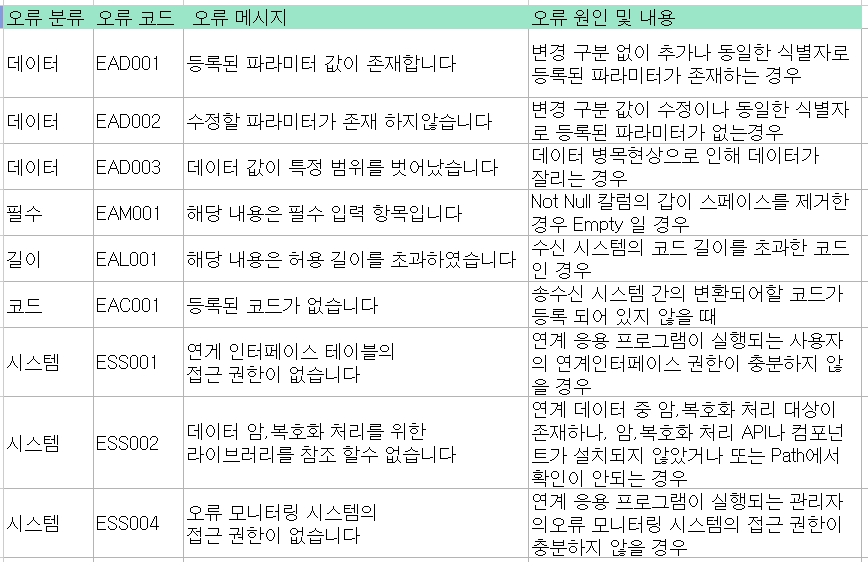 오류 분류 오류 코드 오류 메시지 오류 원인 및 내용
데이터 EAD001 등록된 파라미터 값이 존재합니다 변경 구분 없이 추가나 동일한 식별자로
등록된 파라미터가 존재하는 경우
데이터 EAD002 수정할 파라미터가 존재 하지않습니다 변경 구분 값이 수정이나 동일한 식별자
로 등록된 파라미터가 없는경우
데이터 EAD003 데이터 값이 특정 범위를 벗어났습니다 데이터 병목현상으로 인해 데이터가
잘리는 경우
필수 EAM001 해당 내용은 필수 입력 항목입니다 Not Null 칼럼의 갑이 스페이스를 제거한
경우 Empty 일 경우
길이 EAL001 해당 내용은 허용 길이를 초과하였습니다 수신 시스템의 코드 길이를 초과한 코드
인 경우
코드 EAC001 등록된 코드가 없습니다 송수신 시스템 간의 변환되어할 코드가
등록 되어 있지 않을 때
시스템 ESS001 연게 인터페이스 테이블의
접근 권한이 없습니다 연계 응용 프로그램이 실행되는 사용자
의 연계인터페이스 권한이 충분하지 않
을 경우
시스템 ESS002 데이터 암,복호화 처리를 위한
라이브러리를 참조 할수 없습니다 연계 데이터 중 암,복호화 처리 대상이
존재하나, 암,복호화 처리 API나 컴포넌
트가 설치되지 않았거나 또는 Path에서
확인이 안되는 경우
시스템 ESS004 오류 모니터링 시스템의
접근 권한이 없습니다 연계 응용 프로그램이 실행되는 관리자
의오류 모니터링 시스템의 접근 권한이
충분하지 않을 경우